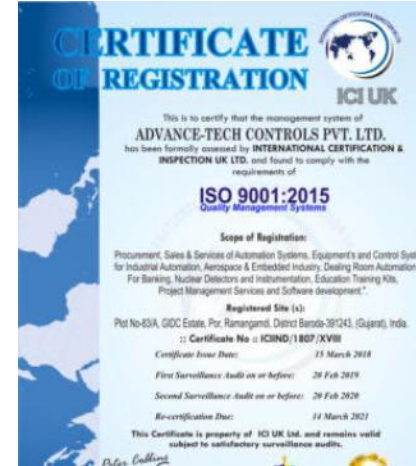 CERTIFICATE
OF REGISTRATION
ICI UK
This is to certify that the management system of
ADVANCE-TECH CONTROLS PVT. LTD.
has been formally assessed by INTERNATIONAL CERTIFICATION &
INSPECTION UK LTD. and found to comply with the
requirements of
ISO 9001:2015
Quality Management Systems
Scope of Registration:
Procurement, Sales & Services of Automation Systems, Equipment's and Control Syst
for Industrial Automation, Aerospace & Embedded Industry, Dealing Room Automation
For Banking, Nuclear Detectors and Instrumentation, Education Training Kits,
Project Management Services and Software development.".
Registered Site (s):
Plot No-83/A, GIDC Estate, Por, Ramangamdi, District Baroda-391243, (Gujarat), India.
:: Certificate No :: ICIIND/1807/XVIII
Certificate Issue Date: 15 March 2018
First Surveillance Audit on or before: 20 Feb 2019
Second Surveillance Audit on or before: 20 Feb 2020
Re-certification Due: 14 March 2021
This Certificate is property of ICI UK Ltd. and remains valid
subject to satisfactory surveillance audits.
Peter Collins